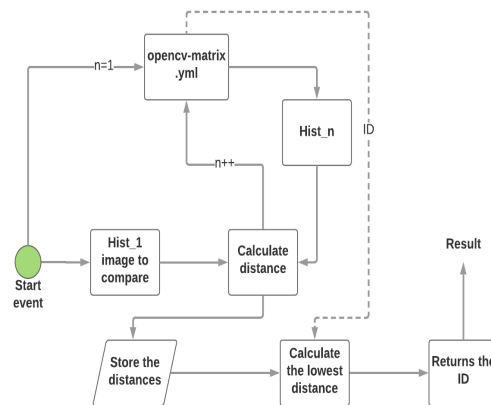 opencv-matrix
.yml
n=1
Hist_n
ID
n++
Hist_1
image to
compare
Calculate
distance
Start
event
Result
Store the
distances
Calculate
the lowest
distance
Returns the
ID